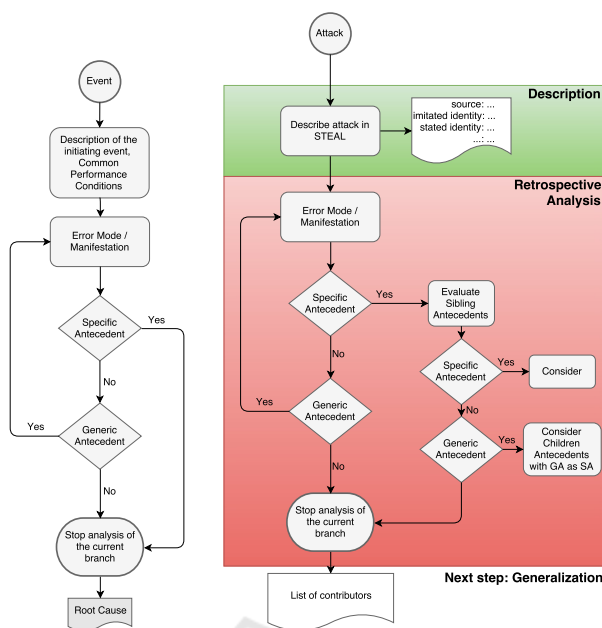 Event
Description of the
initiating event,
Common
Performance
Conditions
Error Mode /
Manifestation
Specific
Antecedent
Yes
No
Generic
Antecedent
Yes
No
Stop analysis of
the current
branch
Root Cause
Attack
Description
Describe attack in
STEAL
source: ...
imitated identity: ...
stated identity: ...
...: ...
Retrospective
Analysis
Error Mode /
Manifestation
Specific
Antecedent
Yes
No
Evaluate
Sibling
Antecedents
Specific
Antecedent
Yes
Consider
No
Generic
Antecedent
Yes
No
Generic
Antecedent
Yes
Consider
Children
Antecedents
with GA as SA
Stop analysis of
the current
branch
Next step: Generalization
List of contributors